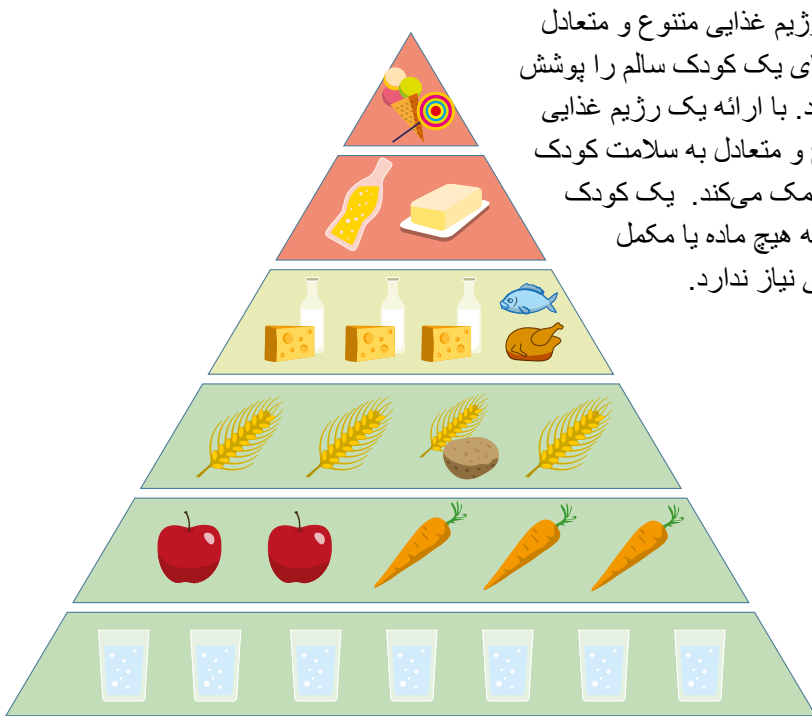 رژیم غذایی متنوع و متعادل
یک کودک سالم را پوشش
با ارائه یک رژیم غذایی
و متعادل به سلامت کودک
می‌کند. یک کودک
هیچ ماده یا مکمل
نیاز ندارد.